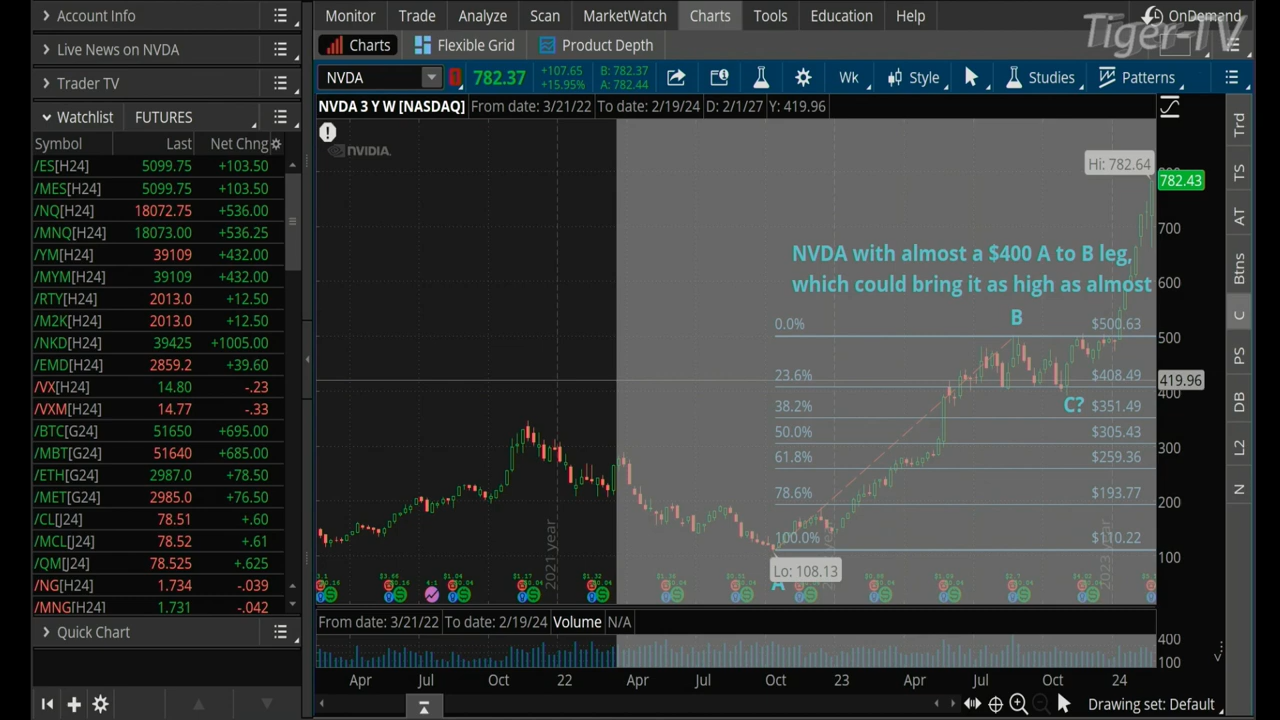 Account Info
Live News on NVDA
Trader TV
Watchlist FUTURES
Symbol Last Net Chng
/ES[H24] 5099.75 +103.50
/MES[H24] 5099.75 +103.50
/NQ[H24] 18072.75 +536.00
/MNQ[H24] 18073.00 +536.25
/YM[H24] 39109 +432.00
/MYM[H24] 39109 +432.00
/RTY[H24] 2013.0 +12.50
/M2K[H24] 2013.0 +12.50
/NKD[H24] 39425 +1005.00
/EMD[H24] 2859.2 +39.60
/VX[H24] 14.80 -.23
/VXM[H24] 14.77 -.33
/BTC[G24] 51650 +695.00
/MBT[G24] 51640 +685.00
/ETH[G24] 2987.0 +78.50
/MET[G24] 2985.0 +76.50
/CL[J24] 78.51 +.60
/MCL[J24] 78.52 +.61
/QM[J24] 78.525 +.625
/NG[H24] 1.734 -.039
/MNG[H24] 1.731 -.042
Quick Chart
Monitor Trade Analyze Scan MarketWatch Charts Tools Education Help OnDemand
Tiger-TV
Charts Flexible Grid Product Depth
NVDA 782.37 +107.65 B: 782.37
+15.95% A: 782.44
Wk Style Studies Patterns
NVDA 3 Y W [NASDAQ] From date: 3/21/22 To date: 2/19/24 D: 2/1/27 Y: 419.96
NVIDIA.
Hi: 782.64
782.43
NVDA with almost a $400 A to B leg,
which could bring it as high as almost
B
0.0% $500.63
23.6% $408.49
C?
38.2% $351.49
50.0% $305.43
61.8% $259.36
78.6% $193.77
100.0% $110.22
Lo: 108.13
A
2021 year
2023 year
700
600
500
419.96
400
300
200
100
Trd
TS
AT
Btns
C
PS
DB
L2
N
From date: 3/21/22 To date: 2/19/24 Volume N/A
400
100
Apr Jul Oct 22 Apr Jul Oct 23 Apr Jul Oct 24
Drawing set: Default